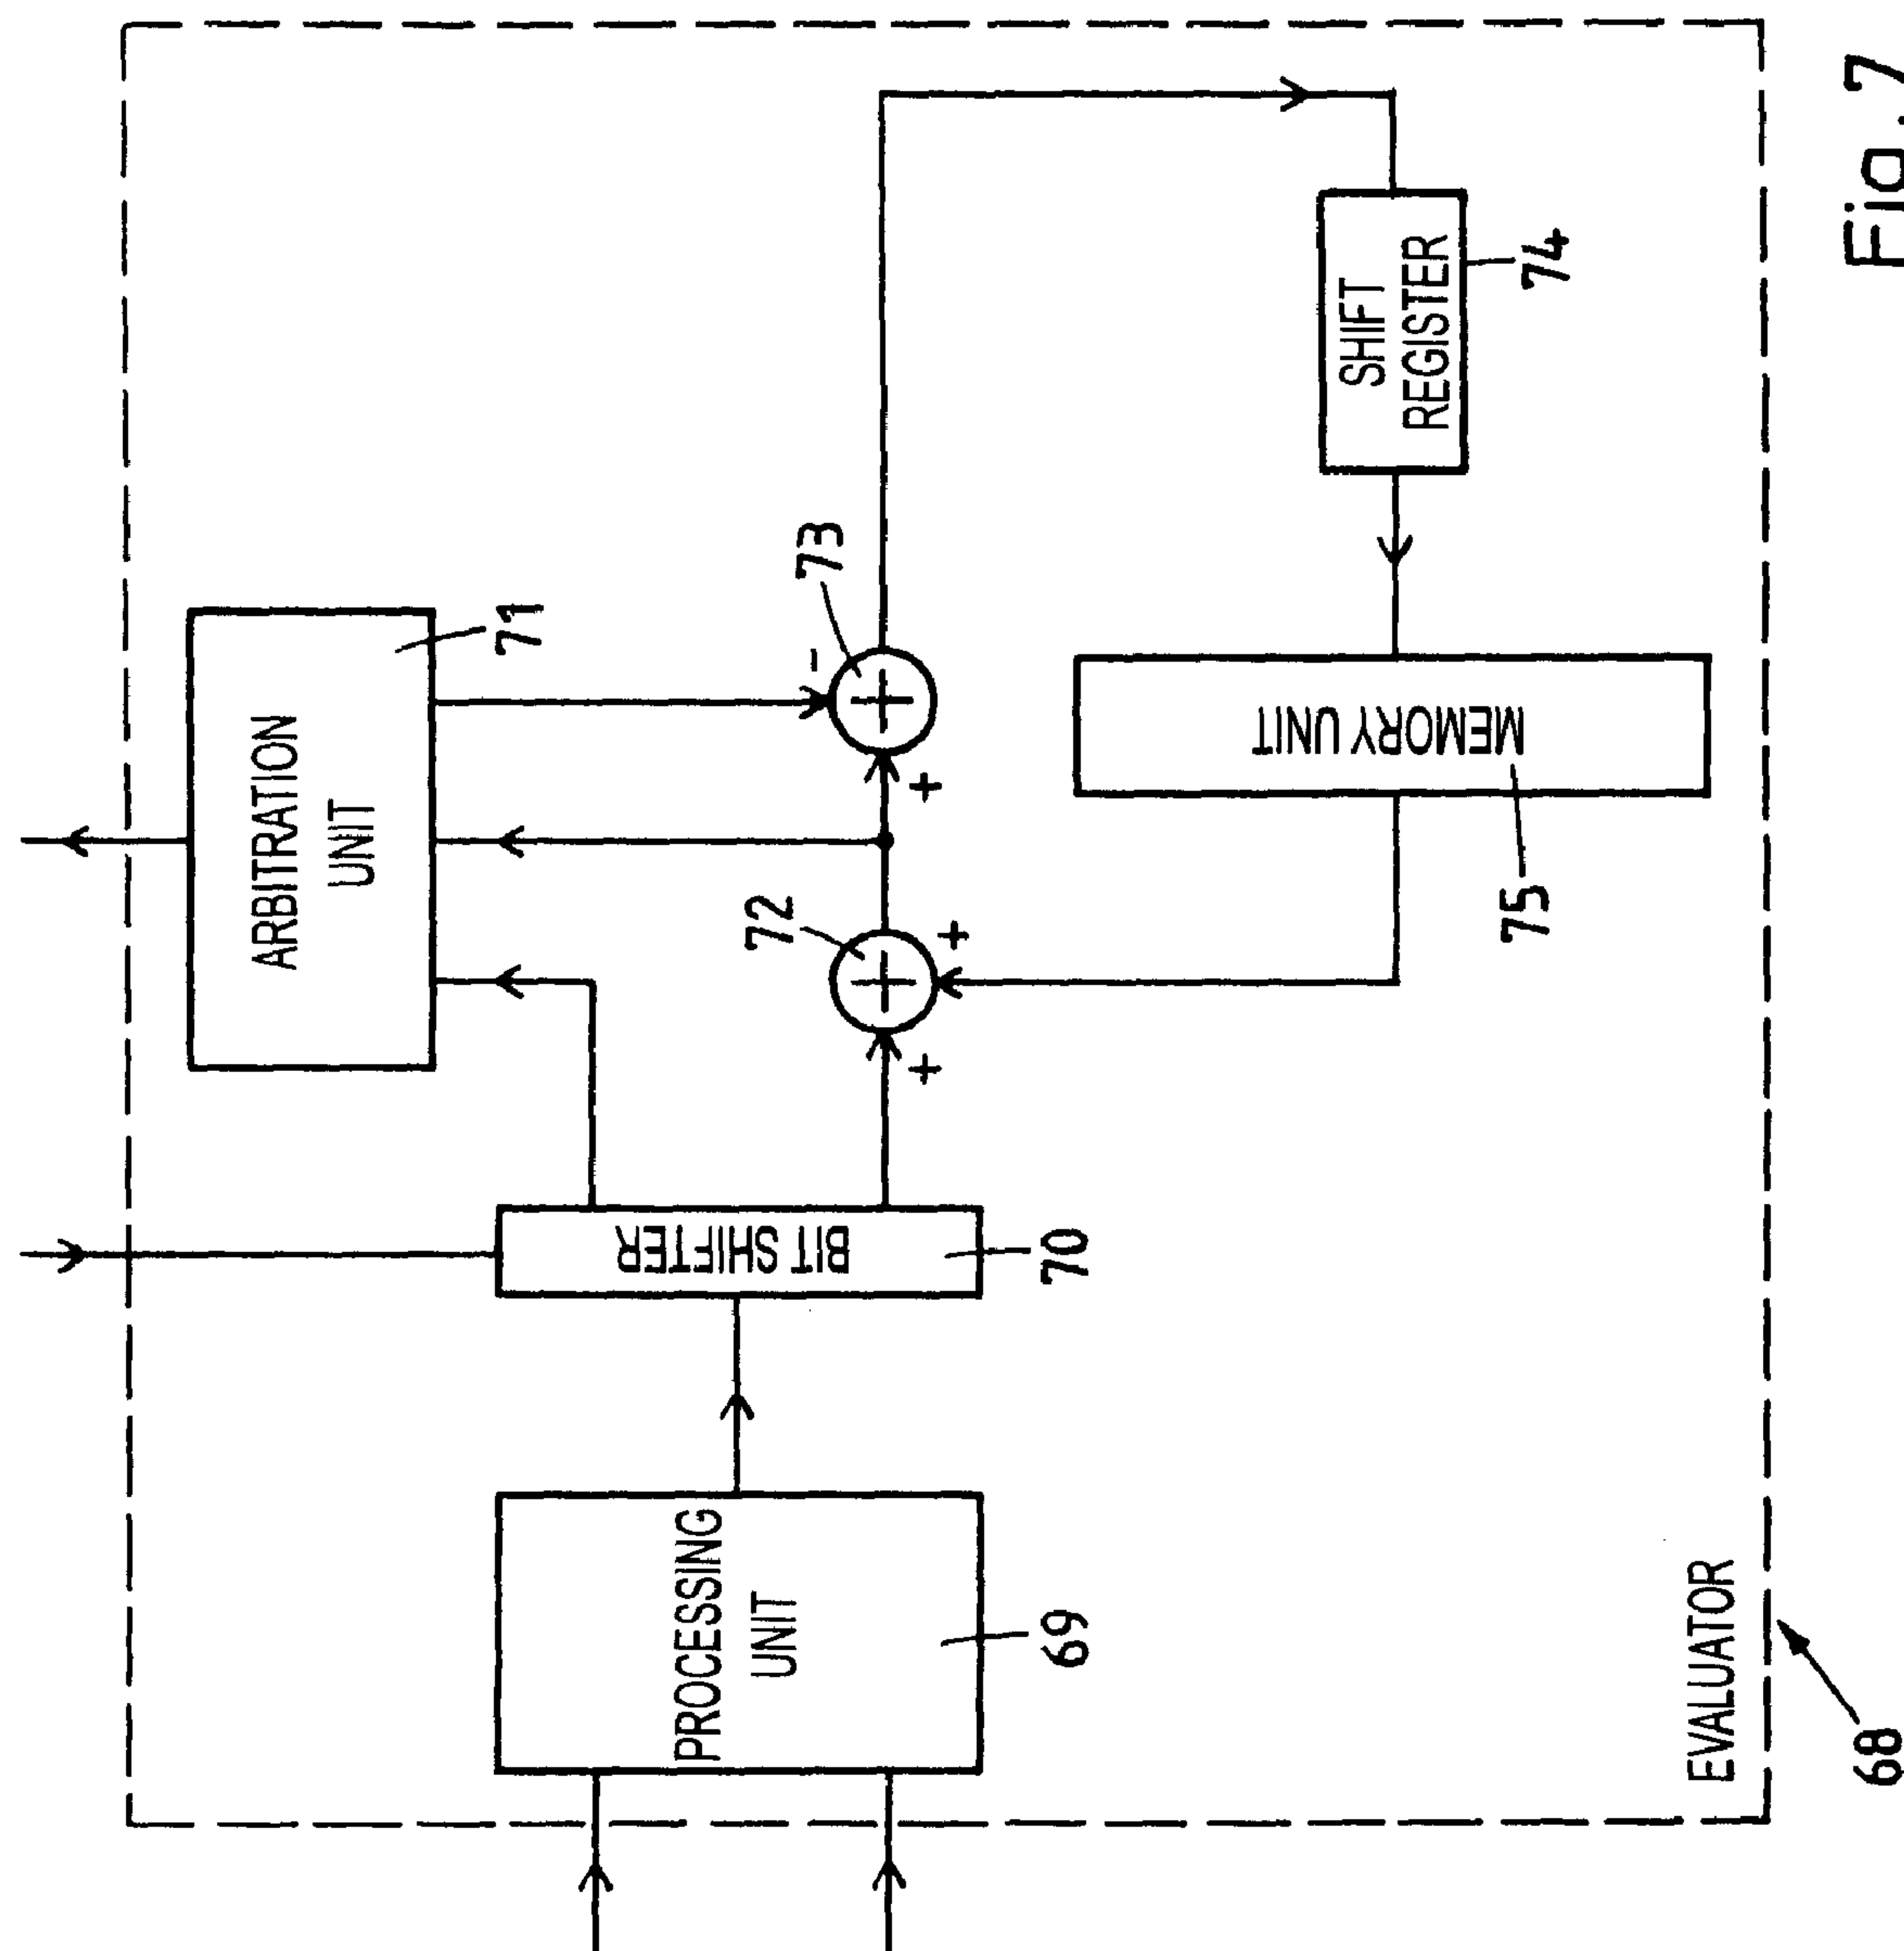 ARBITRATION
UNIT
71
73
72
-
+
+
+
BIT SHIFTER
70
PROCESSING
UNIT
69
SHIFT
REGISTER
74
MEMORY UNIT
75
EVALUATOR
68
Fig. 7